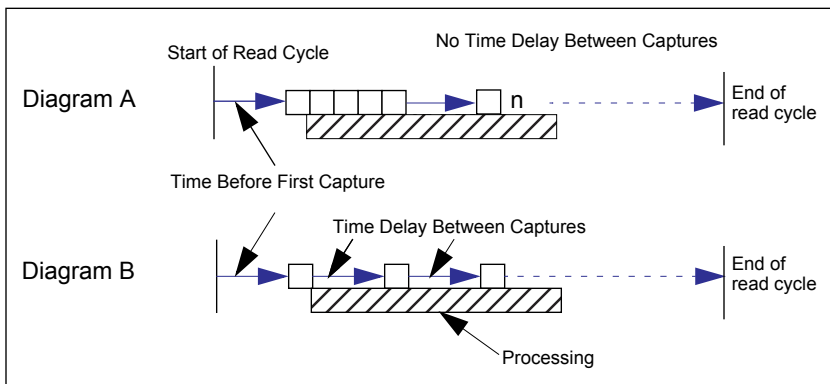 No Time Delay Between Captures
Start of Read Cycle
Diagram A
n
End of
read cycle
Time Before First Capture
Time Delay Between Captures
Diagram B
End of
read cycle
Processing